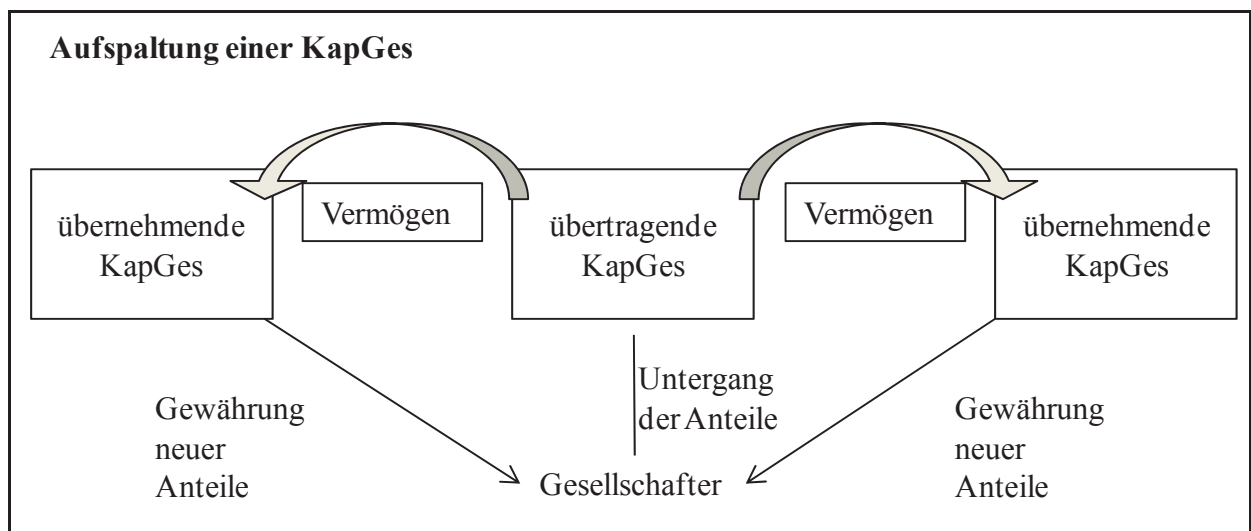 Aufspaltung einer KapGes
übernehmende
KapGes
Vermögen
übertragende
KapGes
Vermögen
übernehmende
KapGes
Gewährung
neuer
Anteile
Untergang
der Anteile
Gewährung
neuer
Anteile
Gesellschafter